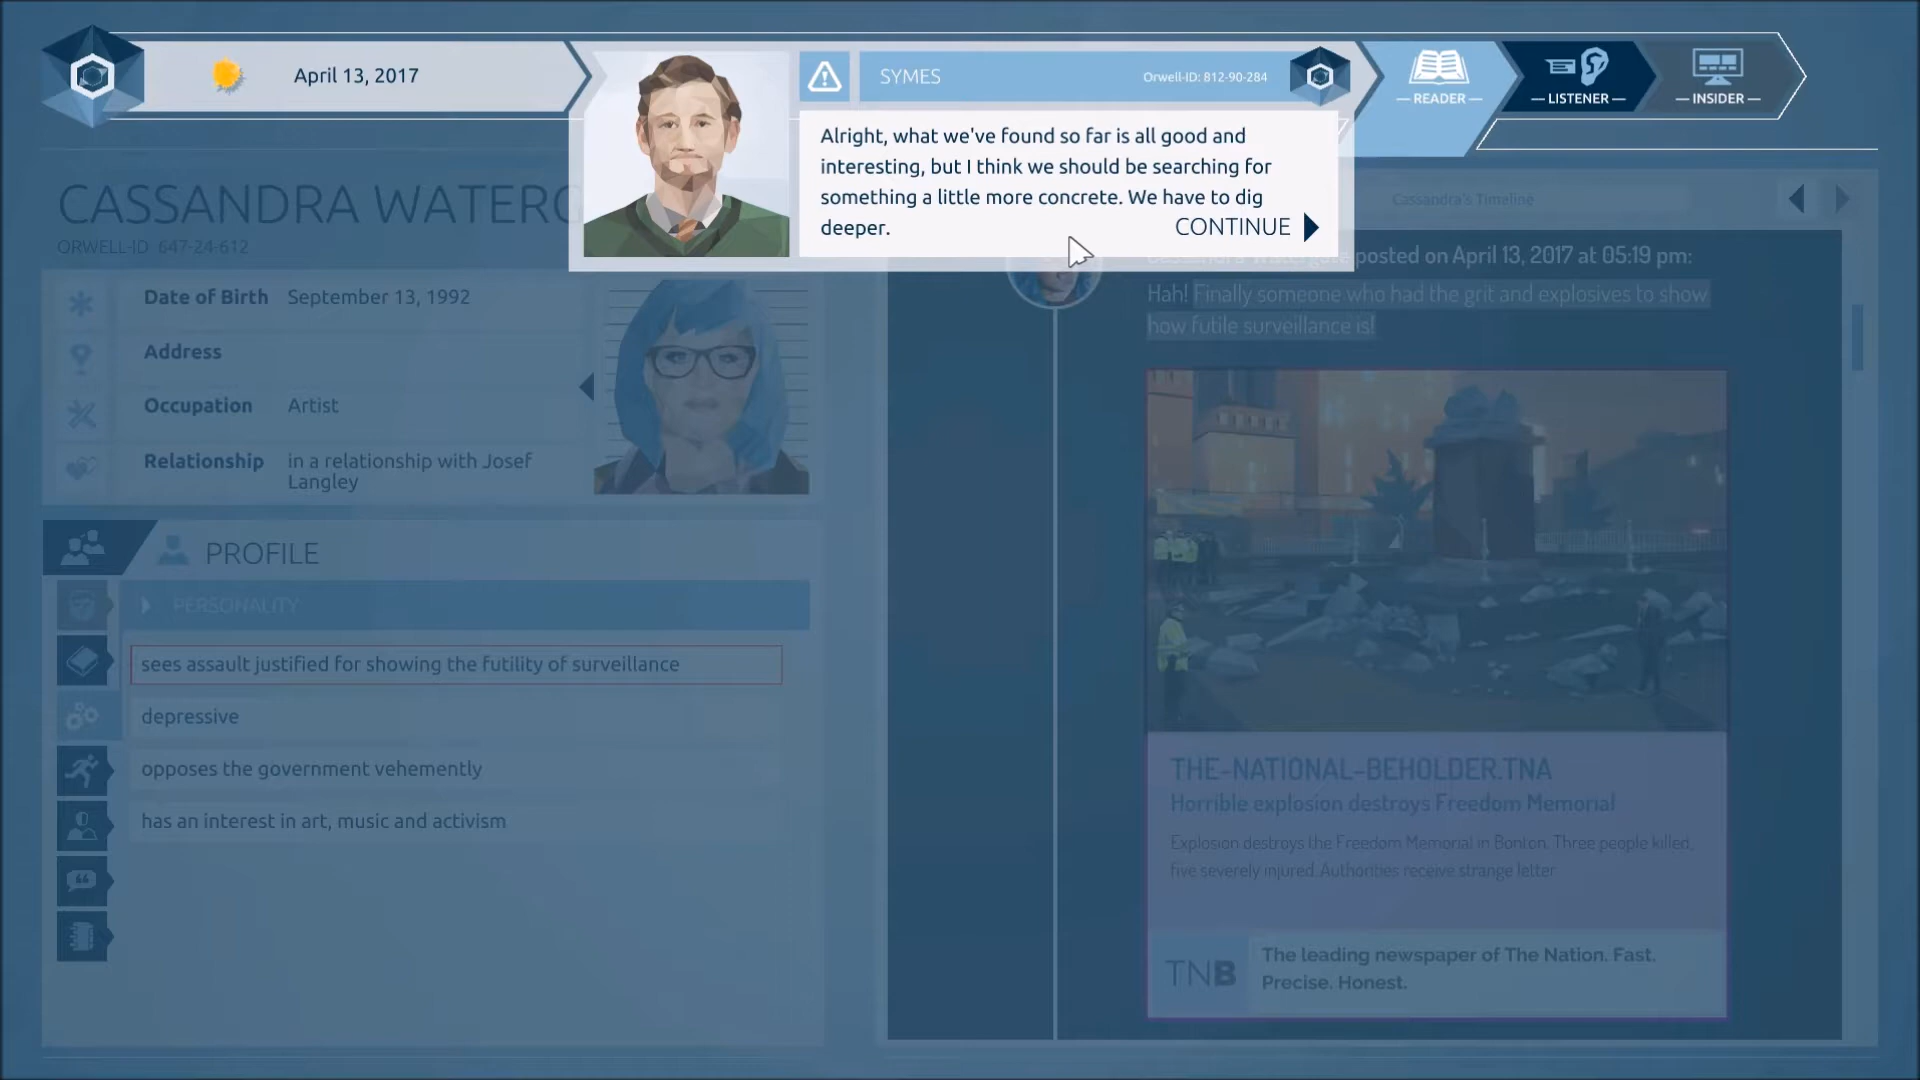 April 13, 2017
SYMES
Orwell-ID: 812-90-284
Alright, what we've found so far is all good and
interesting, but I think we should be searching for
something a little more concrete. We have to dig
deeper.
CONTINUE
READER
LISTENER
INSIDER
CASSANDRA WATERG
ORWELL-ID 647-24-612
Date of Birth September 13, 1992
Address
Occupation Artist
Relationship in a relationship with Josef
Langley
PROFILE
PERSONALITY
sees assault justified for showing the futility of surveillance
depressive
opposes the government vehemently
has an interest in art, music and activism
Cassandra's Timeline
posted on April 13, 2017 at 05:19 pm:
Hah! Finally someone who had the grit and explosives to show
how futile surveillance is!
THE-NATIONAL-BEHOLDER.TNA
Horrible explosion destroys Freedom Memorial
Explosion destroys the Freedom Memorial in Bonton. Three people killed,
five severely injured. Authorities receive strange letter
TNB
The leading newspaper of The Nation. Fast.
Precise. Honest.